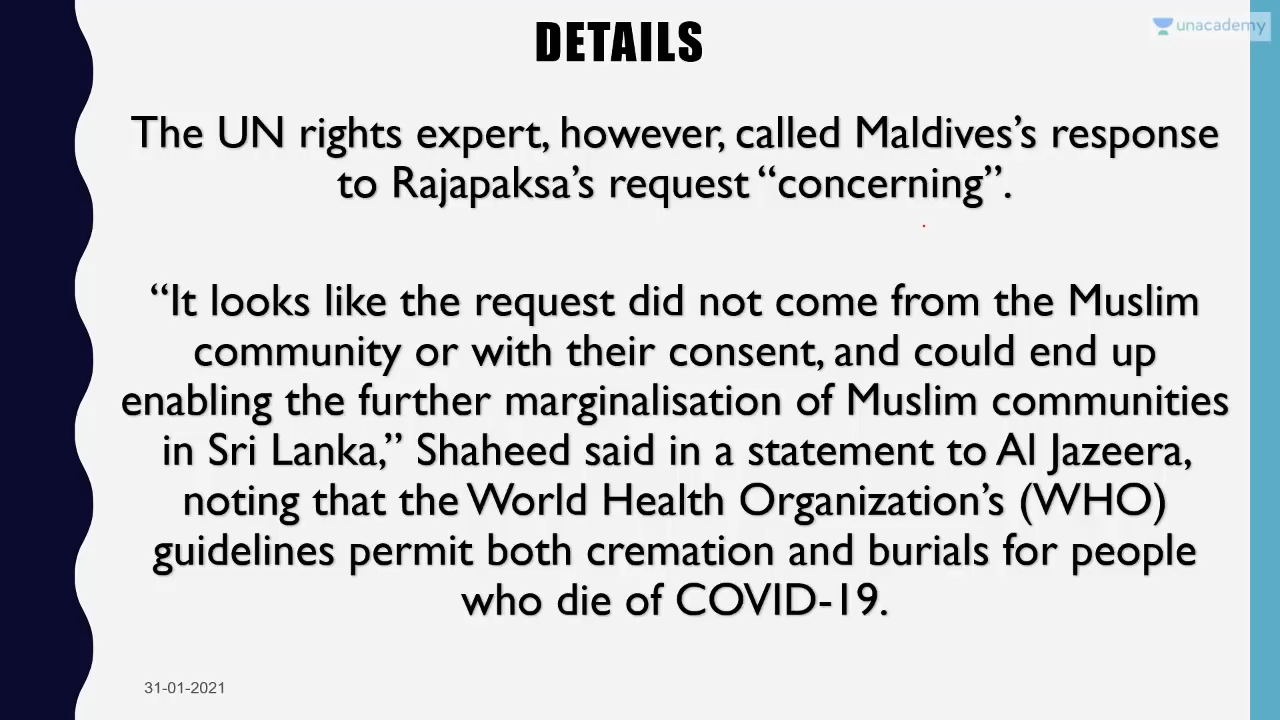 DETAILS
unacademy
The UN rights expert, however, called Maldives’s response
to Rajapaksa’s request “concerning”.
“It looks like the request did not come from the Muslim
community or with their consent, and could end up
enabling the further marginalisation of Muslim communities
in Sri Lanka,” Shaheed said in a statement to Al Jazeera,
noting that the World Health Organization’s (WHO)
guidelines permit both cremation and burials for people
who die of COVID-19.
31-01-2021